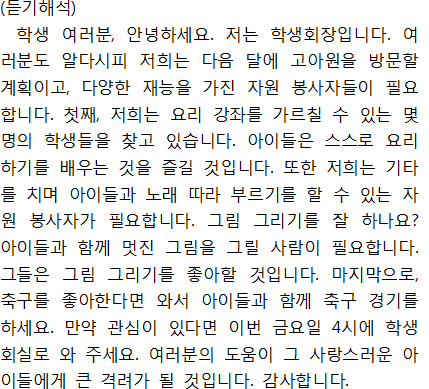 (듣기해석)
학생 여러분, 안녕하세요. 저는 학생회장입니다. 여
러분도 알다시피 저희는 다음 달에 고아원을 방문할
계획이고, 다양한 재능을 가진 자원 봉사자들이 필요
합니다. 첫째, 저희는 요리 강좌를 가르칠 수 있는 몇
명의 학생들을 찾고 있습니다. 아이들은 스스로 요리
하기를 배우는 것을 즐길 것입니다. 또한 저희는 기타
를 치며 아이들과 노래 따라 부르기를 할 수 있는 자
원 봉사자가 필요합니다. 그림 그리기를 잘 하나요?
아이들과 함께 멋진 그림을 그릴 사람이 필요합니다.
그들은 그림 그리기를 좋아할 것입니다. 마지막으로,
축구를 좋아한다면 와서 아이들과 함께 축구 경기를
하세요. 만약 관심이 있다면 이번 금요일 4시에 학생
회실로 와 주세요. 여러분의 도움이 그 사랑스러운 아
이들에게 큰 격려가 될 것입니다. 감사합니다.